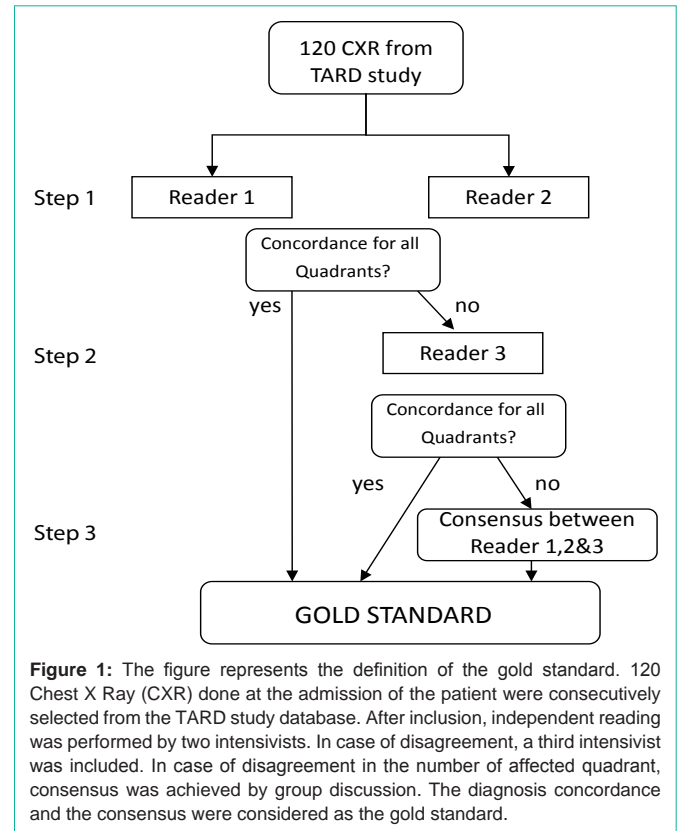 120 CXR from
TARD study
Step 1
Reader 1
Reader 2
Concordance for all
Quadrants?
yes
no
Step 2
Reader 3
Concordance for all
Quadrants?
yes
no
Step 3
Consensus between
Reader 1,2&3
GOLD STANDARD
Figure 1: The figure represents the definition of the gold standard. 120
Chest X Ray (CXR) done at the admission of the patient were consecutively
selected from the TARD study database. After inclusion, independent reading
was performed by two intensivists. In case of disagreement, a third intensivist
was included. In case of disagreement in the number of affected quadrant,
consensus was achieved by group discussion. The diagnosis concordance
and the consensus were considered as the gold standard.